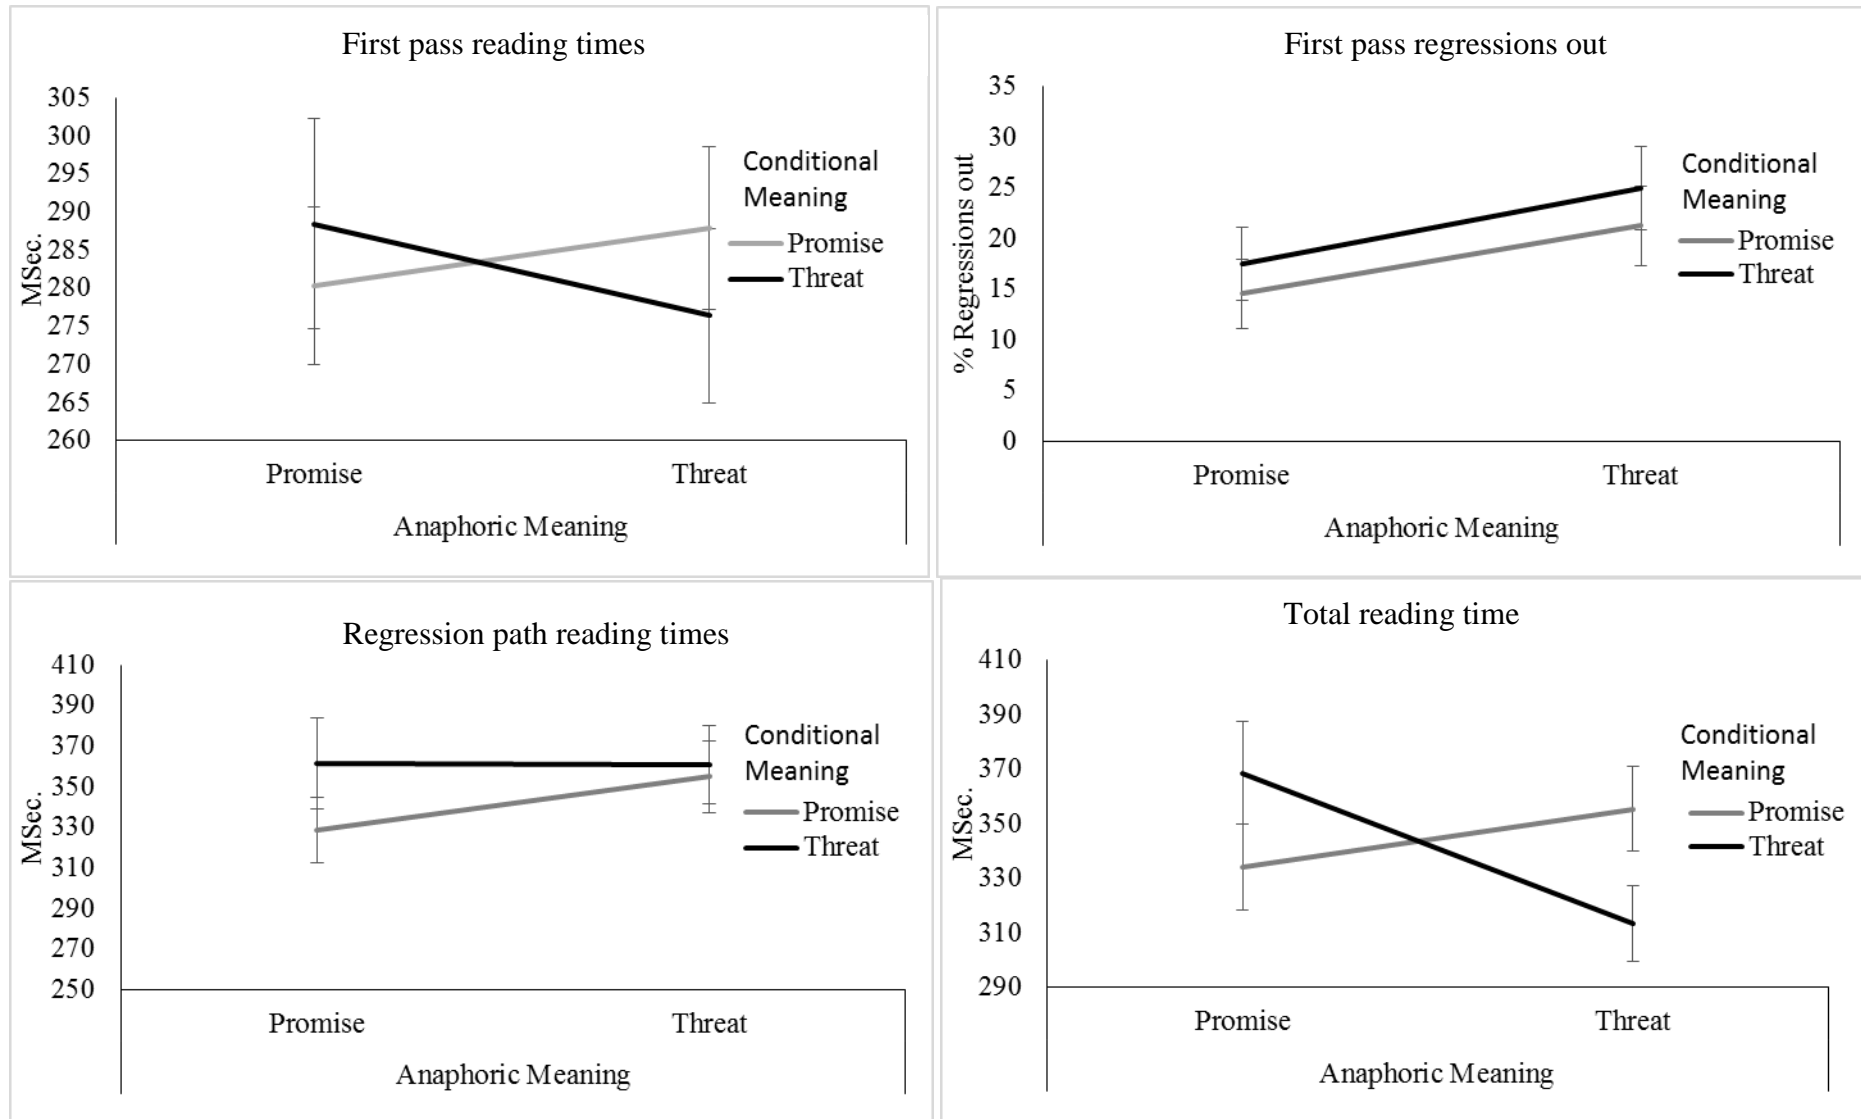 First pass reading times
305
300
295
290
285
280
275
270
265
260
MSec.
Conditional
Meaning
Promise
Threat
Promise
Threat
Anaphoric Meaning
First pass regressions out
35
30
25
20
15
10
5
0
% Regressions out
Conditional
Meaning
Promise
Threat
Promise
Threat
Anaphoric Meaning
Regression path reading times
410
390
370
350
330
310
290
270
250
MSec.
Conditional
Meaning
Promise
Threat
Promise
Threat
Anaphoric Meaning
Total reading time
410
390
370
350
330
310
290
MSec.
Conditional
Meaning
Promise
Threat
Promise
Threat
Anaphoric Meaning